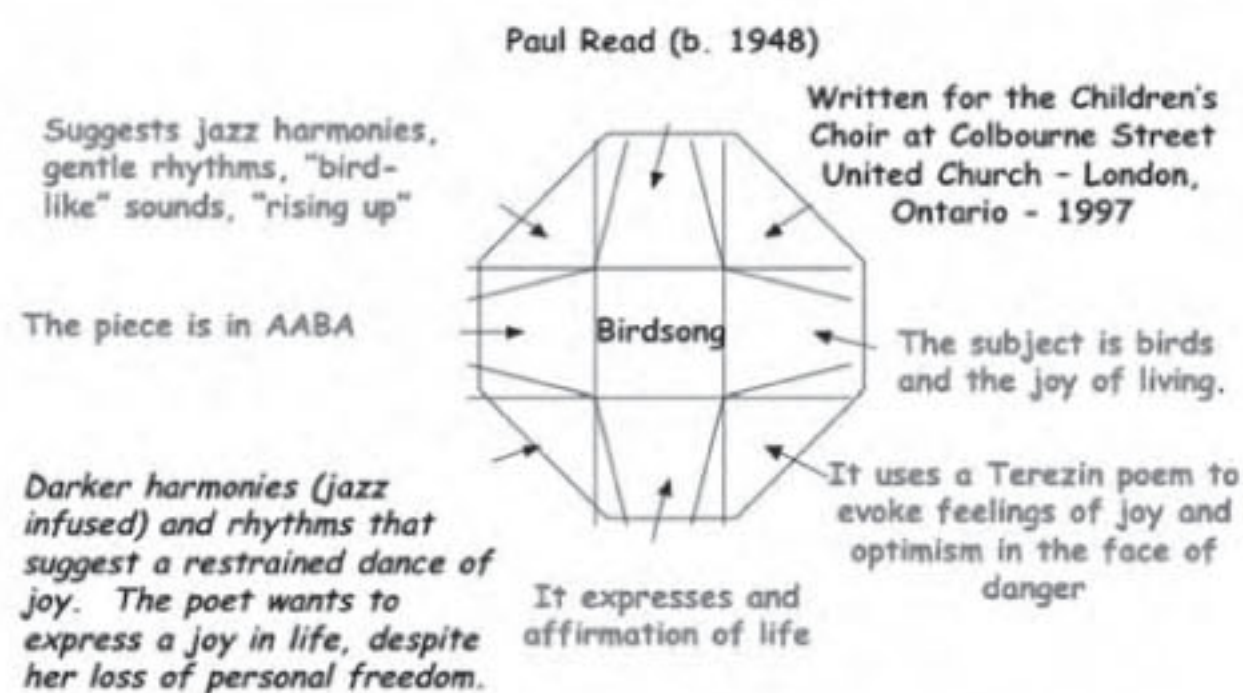 Paul Read (b. 1948)
Written for the Children's
Choir at Colbourne Street
United Church - London,
Ontario - 1997
Suggests jazz harmonies,
gentle rhythms, "bird-
like" sounds, "rising up"
The piece is in AABA
Birdsong
The subject is birds
and the joy of living.
Darker harmonies (jazz
infused) and rhythms that
suggest a restrained dance of
joy. The poet wants to
express a joy in life, despite
her loss of personal freedom.
It expresses and
affirmation of life
It uses a Terezin poem to
evoke feelings of joy and
optimism in the face of
danger